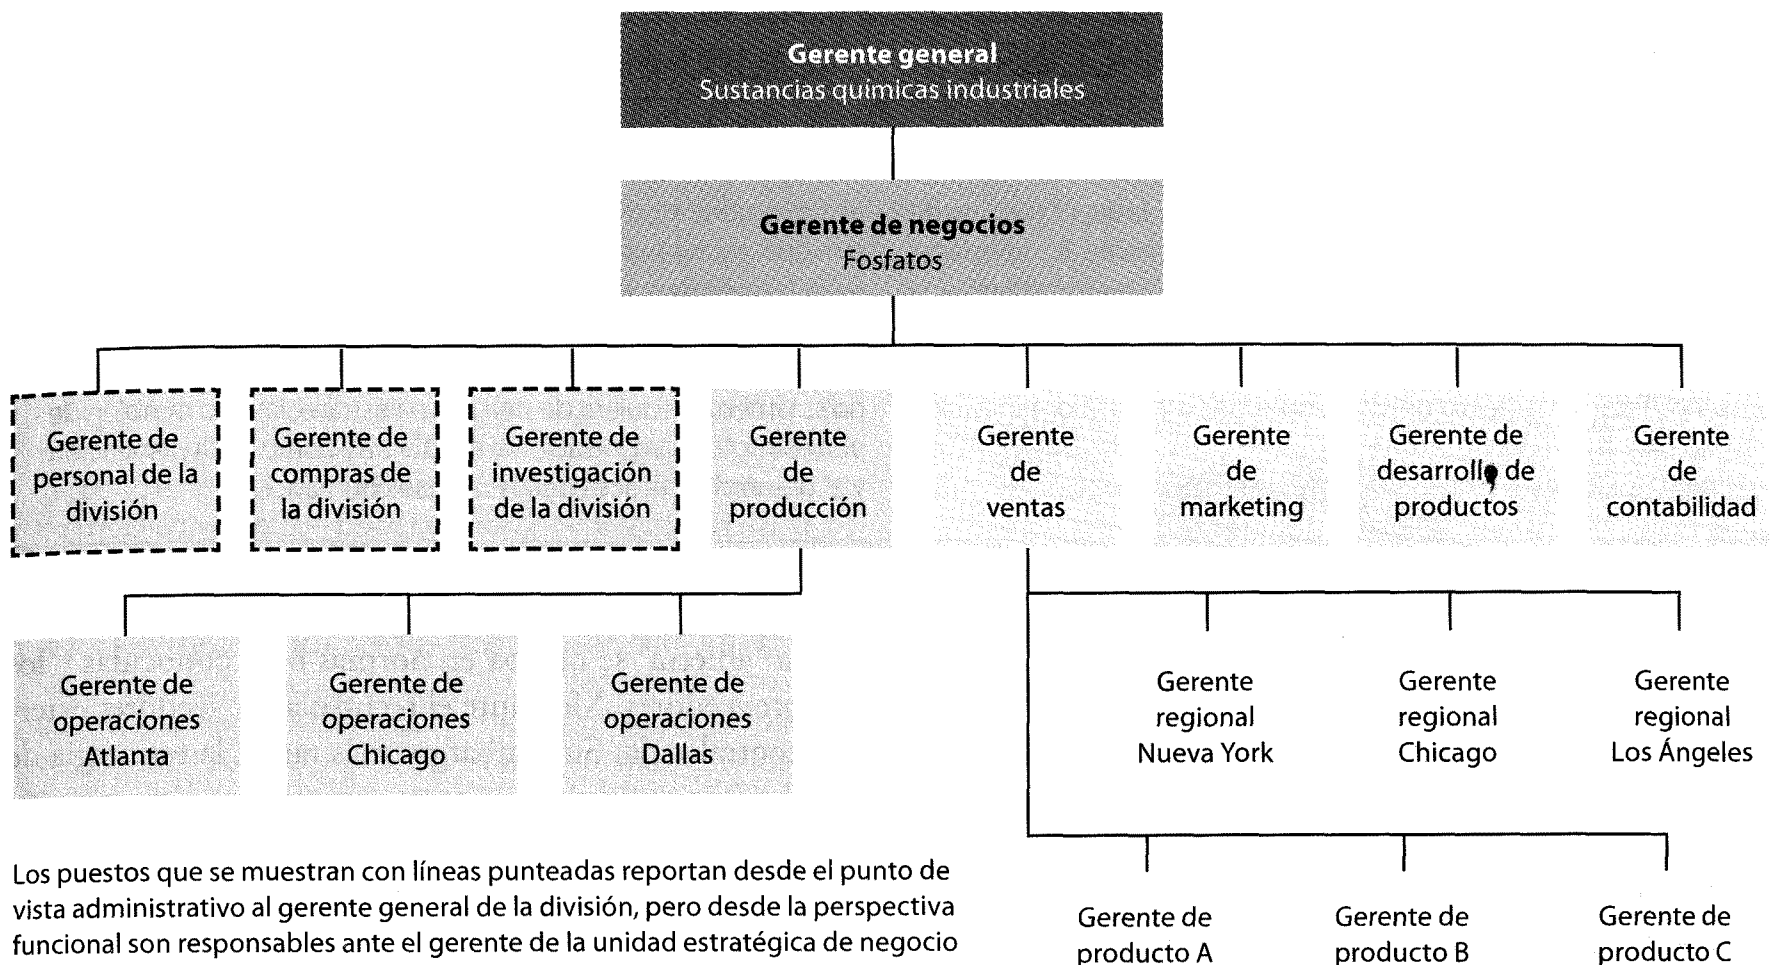 Gerente general
Sustancias químicas industriales
Gerente de negocios
Fosfatos
Gerente de
personal de la
división
Gerente de
compras de
la división
Gerente de
investigación
de la división
Gerente
de
producción
Gerente
de
ventas
Gerente
de
marketing
Gerente de
desarrollo de
productos
Gerente
de
contabilidad
Gerente de
operaciones
Atlanta
Gerente de
operaciones
Chicago
Gerente de
operaciones
Dallas
Gerente
regional
Nueva York
Gerente
regional
Chicago
Gerente
regional
Los Ángeles
Los puestos que se muestran con líneas punteadas reportan desde el punto de
vista administrativo al gerente general de la división, pero desde la perspectiva
funcional son responsables ante el gerente de la unidad estratégica de negocio
Gerente de
producto A
Gerente de
producto B
Gerente de
producto C